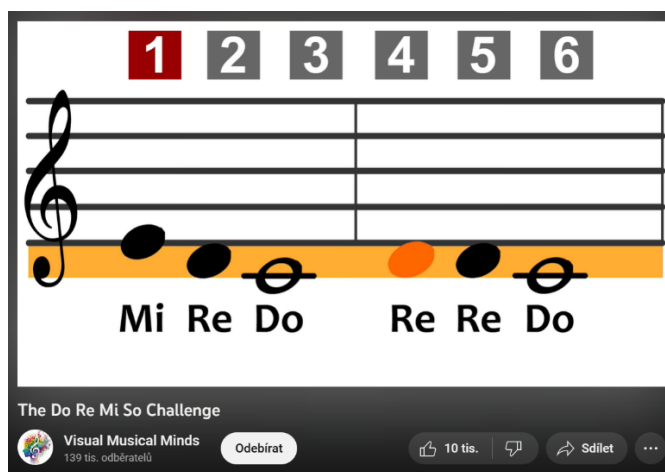 1 2 3 4 5 6
Mi Re Do Re Re Do
The Do Re Mi So Challenge
Visual Musical Minds
139 tis. odběratelů
Odebírat
10 tis.
Sdílet